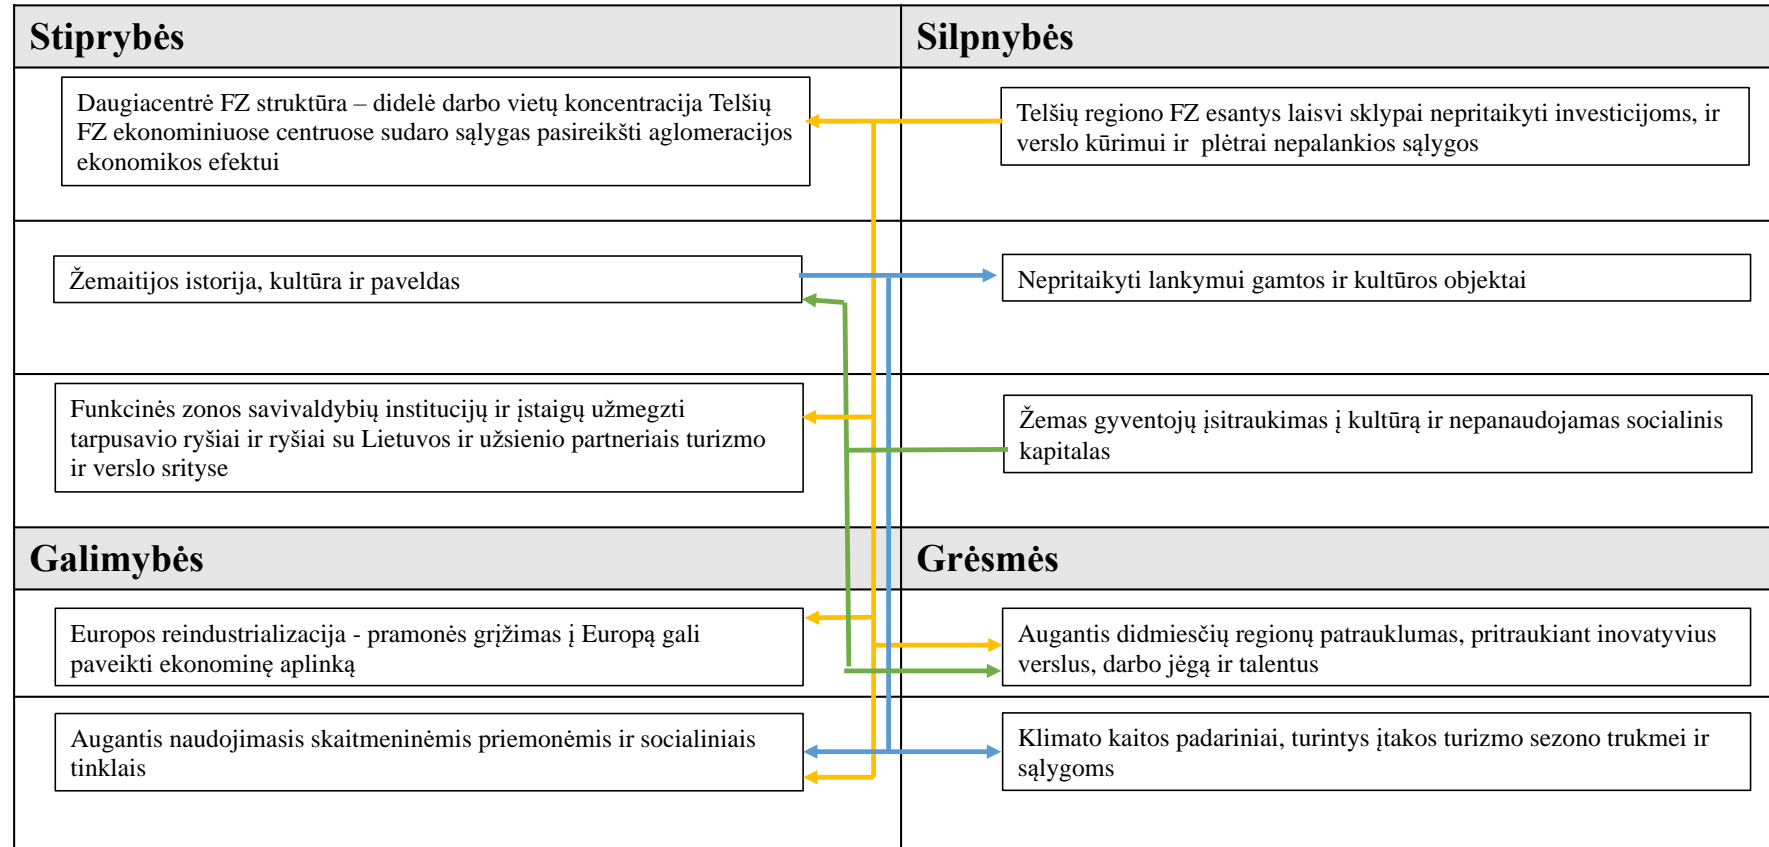 Stiprybės
Silpnybės
Daugiacentrė FZ struktūra – didelė darbo vietų koncentracija Telšių
FZ ekonominiuose centruose sudaro sąlygas pasireikšti aglomeracijos
ekonomikos efektui
Telšių regiono FZ esantys laisvi sklypai nepritaikyti investicijoms, ir
verslo kūrimui ir plėtrai nepalankios sąlygos
Žemaitijos istorija, kultūra ir paveldas
Nepritaikyti lankymui gamtos ir kultūros objektai
Funkcinės zonos savivaldybių institucijų ir įstaigų užmegzti
tarpusavio ryšiai ir ryšiai su Lietuvos ir užsienio partneriais turizmo
ir verslo srityse
Žemas gyventojų įsitraukimas į kultūrą ir nepanaudojamas socialinis
kapitalas
Galimybės
Grėsmės
Europos reindustrializacija - pramonės grįžimas į Europą gali
paveikti ekonominę aplinką
Augantis didmiesčių regionų patrauklumas, pritraukiant inovatyvius
verslus, darbo jėgą ir talentus
Augantis naudojimasis skaitmeninėmis priemonėmis ir socialiniais
tinklais
Klimato kaitos padariniai, turintys įtakos turizmo sezono trukmei ir
sąlygoms